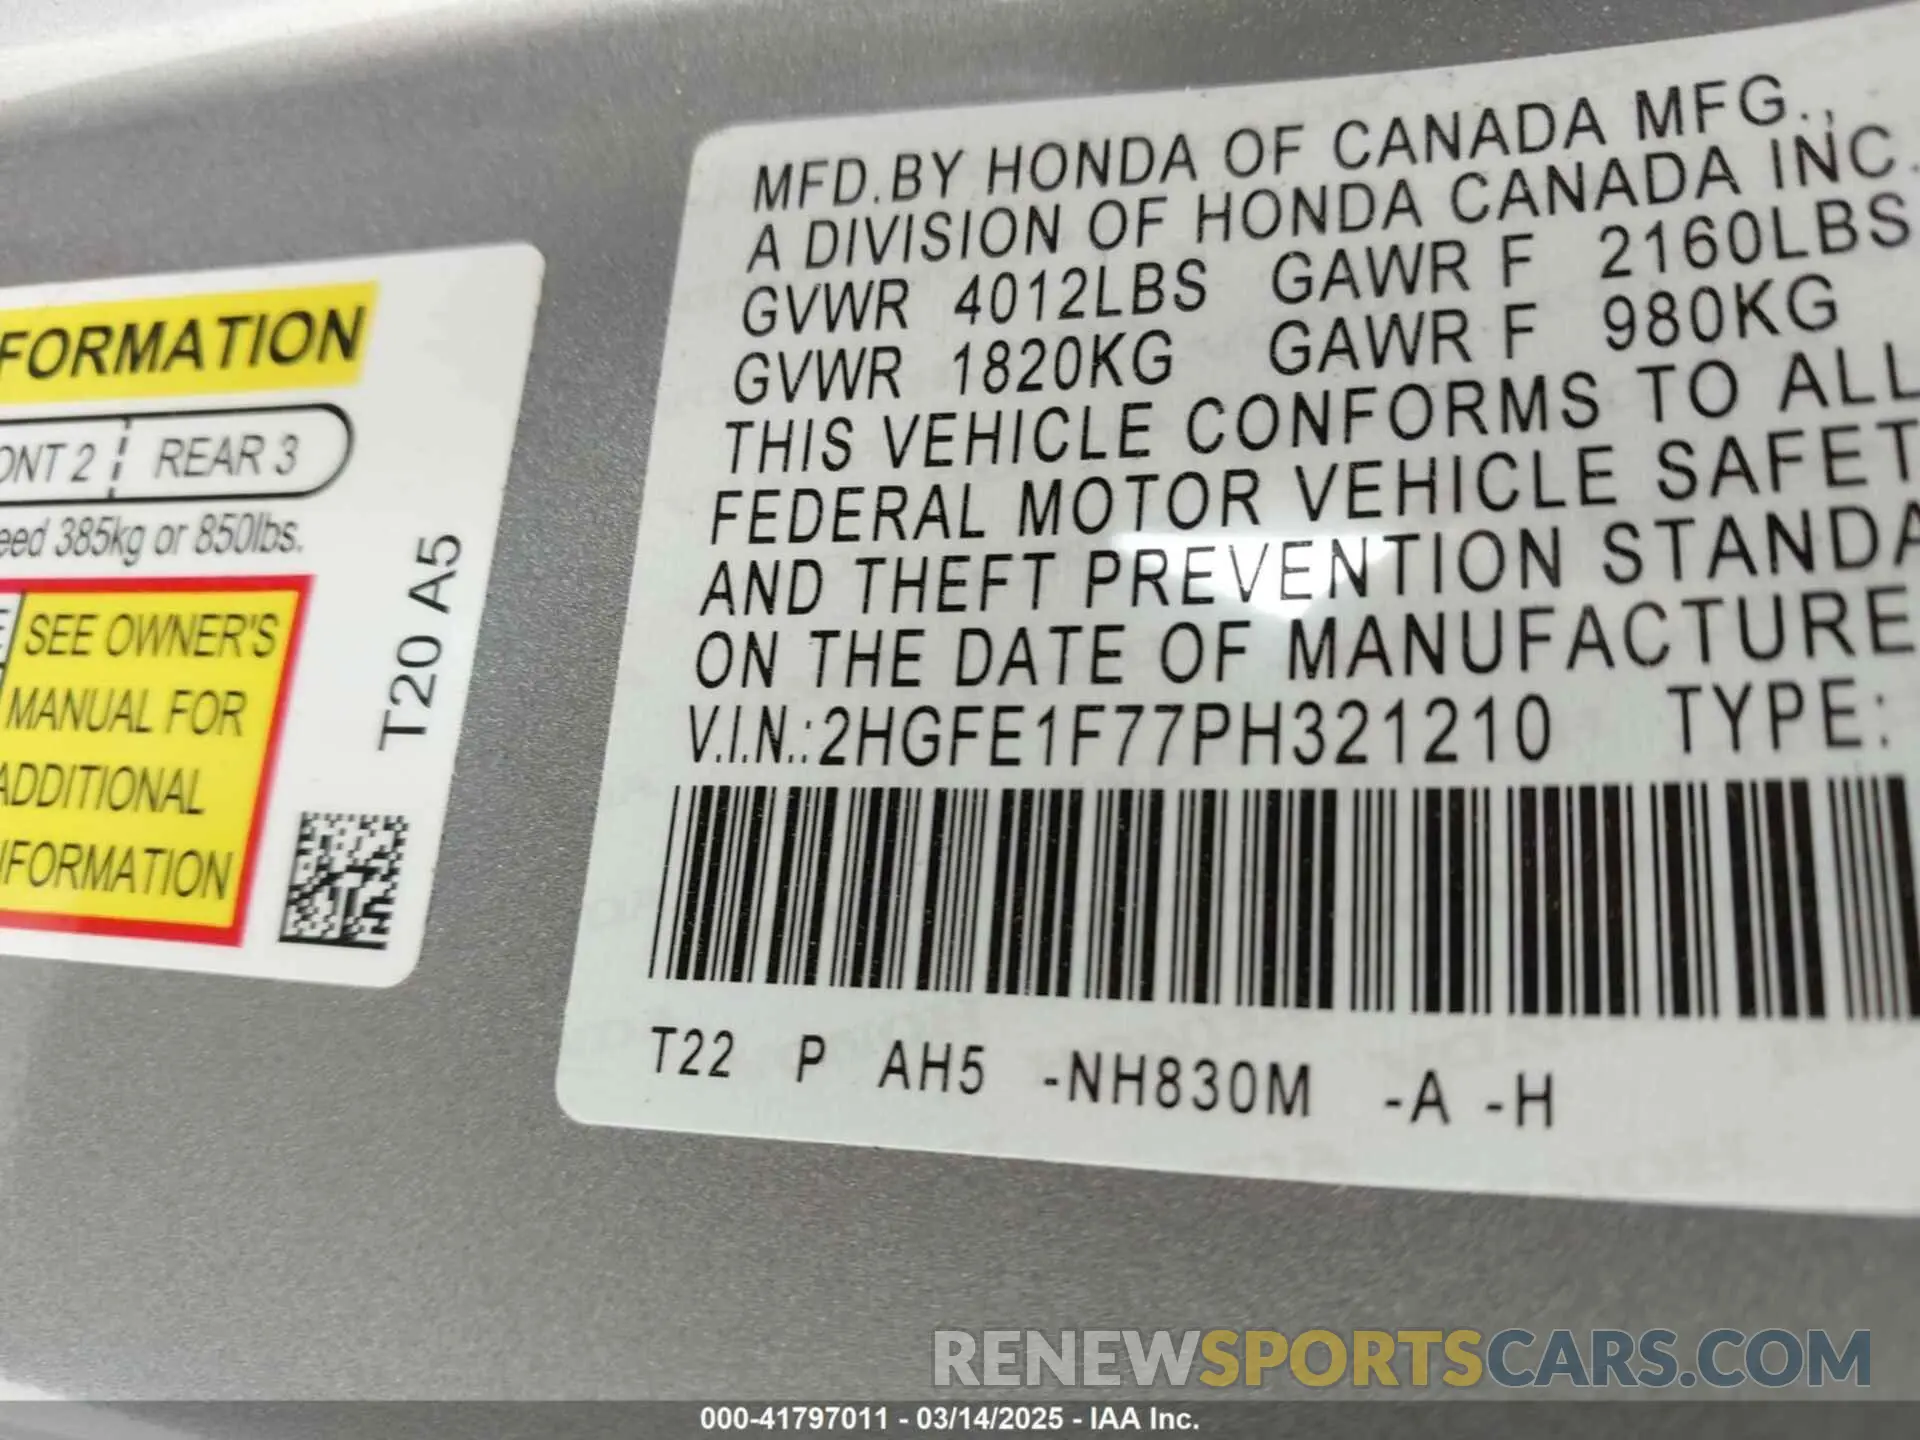 FORMATION
ONT 2 REAR 3
eed 385kg or 850lbs.
SEE OWNER'S
MANUAL FOR
ADDITIONAL
NFORMATION
T20 A5
MFD.BY HONDA OF CANADA MFG.,
A DIVISION OF HONDA CANADA INC.
GVWR 4012LBS GAWR F 2160LBS
GVWR 1820KG GAWR F 980KG
THIS VEHICLE CONFORMS TO ALL
FEDERAL MOTOR VEHICLE SAFET
AND THEFT PREVENTION STANDA
ON THE DATE OF MANUFACTURE
V.I.N.:2HGFE1F77PH321210 TYPE:
T22 P AH5 -NH830M -A -H
RENEWSPORTSCARS.COM
000-41797011 - 03/14/2025 - IAA Inc.